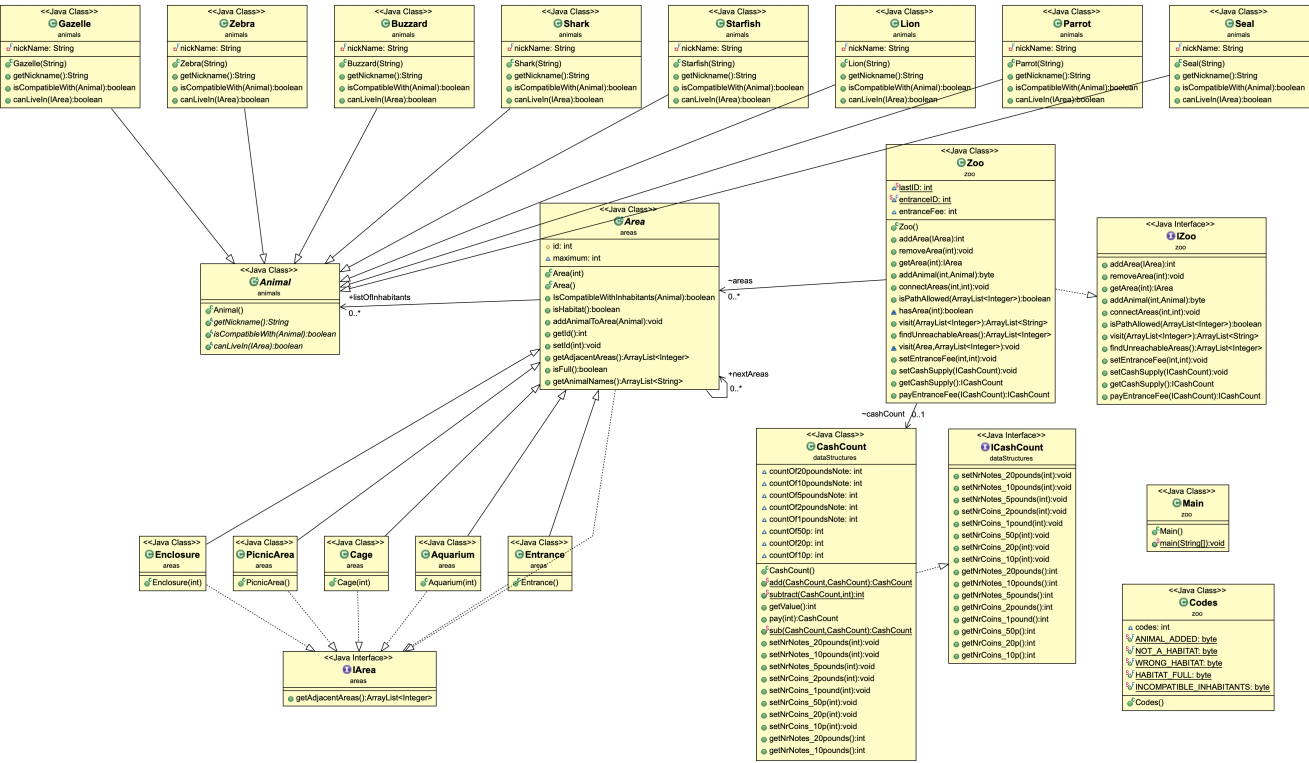 <<Java Class>>
Gazelle
animals
nickName: String
Gazelle(String)
getNickname():String
isCompatibleWith(Animal):boolean
canLiveIn(IArea):boolean
<<Java Class>>
Zebra
animals
nickName: String
Zebra(String)
getNickname():String
isCompatibleWith(Animal):boolean
canLiveIn(IArea):boolean
<<Java Class>>
Buzzard
animals
nickName: String
Buzzard(String)
getNickname():String
isCompatibleWith(Animal):boolean
canLiveIn(IArea):boolean
<<Java Class>>
Shark
animals
nickName: String
Shark(String)
getNickname():String
isCompatibleWith(Animal):boolean
canLiveIn(IArea):boolean
<<Java Class>>
Starfish
animals
nickName: String
Starfish(String)
getNickname():String
isCompatibleWith(Animal):boolean
canLiveIn(IArea):boolean
<<Java Class>>
Lion
animals
nickName: String
Lion(String)
getNickname():String
isCompatibleWith(Animal):boolean
canLiveIn(IArea):boolean
<<Java Class>>
Parrot
animals
nickName: String
Parrot(String)
getNickname():String
isCompatibleWith(Animal):boolean
canLiveIn(IArea):boolean
<<Java Class>>
Seal
animals
nickName: String
Seal(String)
getNickname():String
isCompatibleWith(Animal):boolean
canLiveIn(IArea):boolean
<<Java Class>>
Animal
animals
Animal()
getNickname():String
isCompatibleWith(Animal):boolean
canLiveIn(IArea):boolean
+listOfInhabitants
0..*
<<Java Class>>
Area
areas
id: int
maximum: int
Area(int)
Area()
IsCompatibleWithInhabitants(Animal):boolean
isHabitat():boolean
addAnimalToArea(Animal):void
getId():int
setId(int):void
getAdjacentAreas():ArrayList<Integer>
isFull():boolean
getAnimalNames():ArrayList<String>
~areas
0..*
+nextAreas
0..*
<<Java Class>>
Zoo
zoo
lastID: int
entranceID: int
entranceFee: int
Zoo()
addArea(IArea):int
removeArea(int):void
getArea(int):IArea
addAnimal(int,Animal):byte
connectAreas(int,int):void
isPathAllowed(ArrayList<Integer>):boolean
hasArea(int):boolean
visit(ArrayList<Integer>):ArrayList<String>
findUnreachableAreas():ArrayList<Integer>
visit(Area,ArrayList<Integer>):void
setEntranceFee(int,int):void
setCashSupply(ICashCount):void
getCashSupply():ICashCount
payEntranceFee(ICashCount):ICashCount
<<Java Interface>>
IZoo
zoo
addArea(IArea):int
removeArea(int):void
getArea(int):IArea
addAnimal(int,Animal):byte
connectAreas(int,int):void
isPathAllowed(ArrayList<Integer>):boolean
visit(ArrayList<Integer>):ArrayList<String>
findUnreachableAreas():ArrayList<Integer>
setEntranceFee(int,int):void
setCashSupply(ICashCount):void
getCashSupply():ICashCount
payEntranceFee(ICashCount):ICashCount
~cashCount
0..1
<<Java Class>>
CashCount
dataStructures
countOf20poundsNote: int
countOf10poundsNote: int
countOf5poundsNote: int
countOf2poundsNote: int
countOf1poundsNote: int
countOf50p: int
countOf20p: int
countOf10p: int
CashCount()
add(CashCount,CashCount):CashCount
subtract(CashCount,int):int
getValue():int
pay(int):CashCount
sub(CashCount,CashCount):CashCount
setNrNotes_20pounds(int):void
setNrNotes_10pounds(int):void
setNrNotes_5pounds(int):void
setNrCoins_2pounds(int):void
setNrCoins_1pound(int):void
setNrCoins_50p(int):void
setNrCoins_20p(int):void
setNrCoins_10p(int):void
getNrNotes_20pounds():int
getNrNotes_10pounds():int
<<Java Interface>>
ICashCount
dataStructures
setNrNotes_20pounds(int):void
setNrNotes_10pounds(int):void
setNrNotes_5pounds(int):void
setNrCoins_2pounds(int):void
setNrCoins_1pound(int):void
setNrCoins_50p(int):void
setNrCoins_20p(int):void
setNrCoins_10p(int):void
getNrNotes_20pounds():int
getNrNotes_10pounds():int
getNrNotes_5pounds():int
getNrCoins_2pounds():int
getNrCoins_1pound():int
getNrCoins_50p():int
getNrCoins_20p():int
getNrCoins_10p():int
<<Java Class>>
Main
zoo
Main()
main(String[]):void
<<Java Class>>
Enclosure
areas
Enclosure(int)
<<Java Class>>
PicnicArea
areas
PicnicArea()
<<Java Class>>
Cage
areas
Cage(int)
<<Java Class>>
Aquarium
areas
Aquarium(int)
<<Java Class>>
Entrance
areas
Entrance()
<<Java Class>>
Codes
zoo
codes: int
ANIMAL_ADDED: byte
NOT_A_HABITAT: byte
WRONG_HABITAT: byte
HABITAT_FULL: byte
INCOMPATIBLE_INHABITANTS: byte
Codes()
<<Java Interface>>
IArea
areas
getAdjacentAreas():ArrayList<Integer>